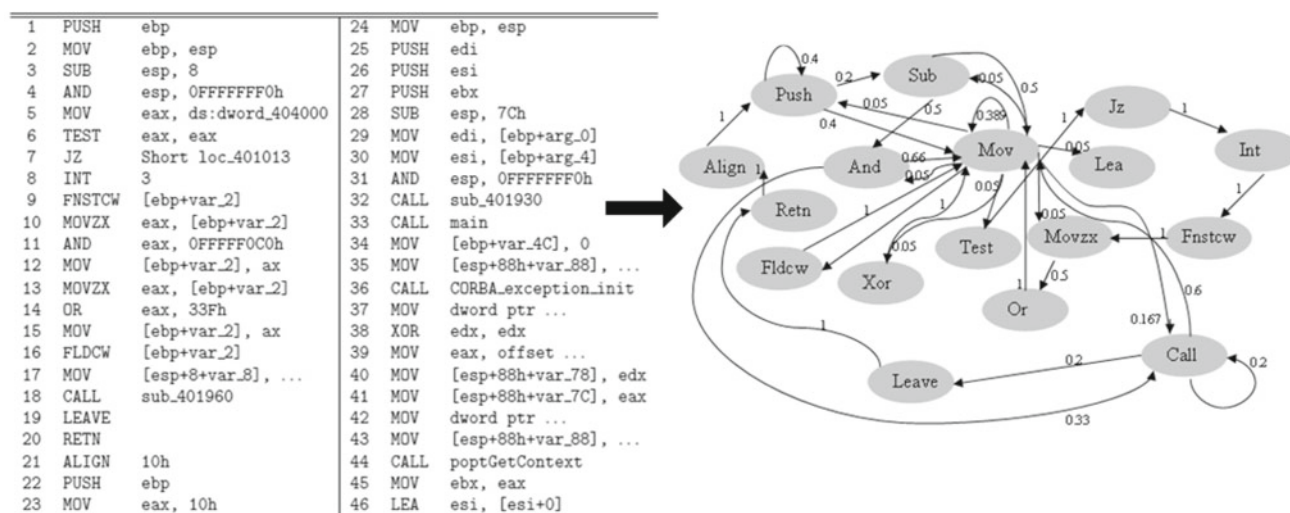 1 PUSH ebp
2 MOV ebp, esp
3 SUB esp, 8
4 AND esp, 0FFFFFFF0h
5 MOV eax, ds:dword_404000
6 TEST eax, eax
7 JZ Short loc_401013
8 INT 3
9 FNSTCW [ebp+var_2]
10 MOVZX eax, [ebp+var_2]
11 AND eax, 0FFFFF0C0h
12 MOV [ebp+var_2], ax
13 MOVZX eax, [ebp+var_2]
14 OR eax, 33Fh
15 MOV [ebp+var_2], ax
16 FLDCW [ebp+var_2]
17 MOV [esp+8+var_8], ...
18 CALL sub_401960
19 LEAVE
20 RETN
21 ALIGN 10h
22 PUSH ebp
23 MOV eax, 10h
24 MOV ebp, esp
25 PUSH edi
26 PUSH esi
27 PUSH ebx
28 SUB esp, 7Ch
29 MOV edi, [ebp+arg_0]
30 MOV esi, [ebp+arg_4]
31 AND esp, 0FFFFFFF0h
32 CALL sub_401930
33 CALL main
34 MOV [ebp+var_4C], 0
35 MOV [esp+88h+var_88], ...
36 CALL CORBA_exception_init
37 MOV dword ptr ...
38 XOR edx, edx
39 MOV eax, offset ...
40 MOV [esp+88h+var_78], edx
41 MOV [esp+88h+var_7C], eax
42 MOV dword ptr ...
43 MOV [esp+88h+var_88], ...
44 CALL poptGetContext
45 MOV ebx, eax
46 LEA esi, [esi+0]
0.4
0.2
Sub
0.05
0.5
Push
0.05
0.5
Jz
1
0.4
0.389
1
1
Mov
Int
Align
And
0.66
0.05
Lea
1
0.05
0.05
1
Retn
1
1
0.05
Test
Movzx
1
Fnstcw
Fldcw
0.05
Xor
0.5
1
Or
0.6
1
0.167
Call
0.2
0.2
Leave
0.33